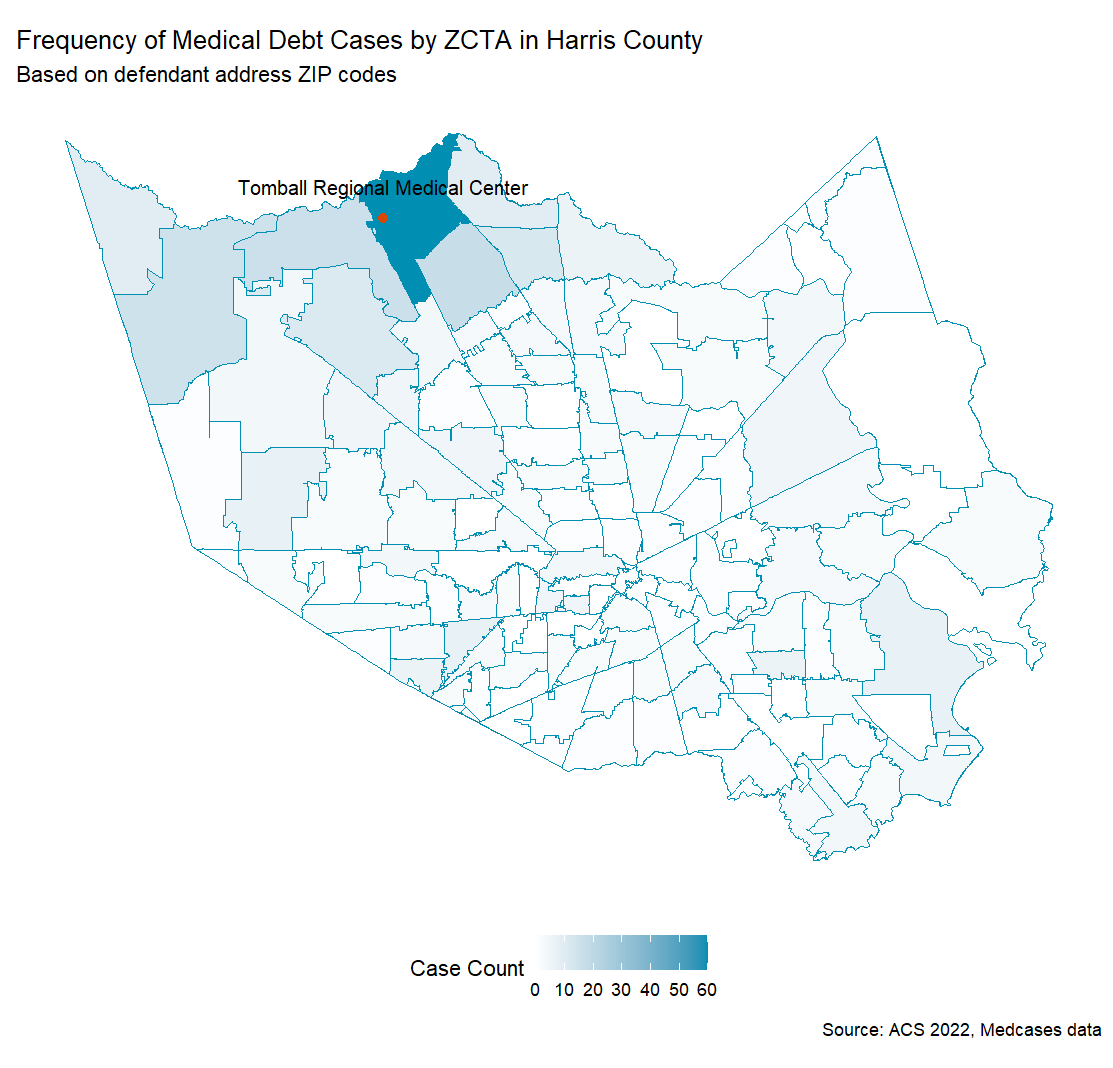 Frequency of Medical Debt Cases by ZCTA in Harris County
Based on defendant address ZIP codes
Tomball Regional Medical Center
Case Count
0 10 20 30 40 50 60
Source: ACS 2022, Medcases data